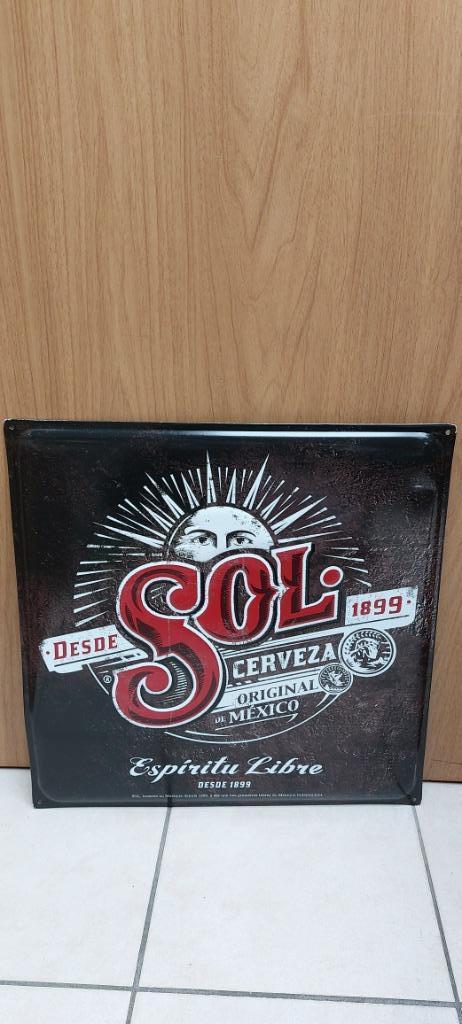 SOL.
·DESDE
1899·
CERVEZA
ORIGINAL
DE MÉXICO
®
Espíritu Libre
DESDE 1899